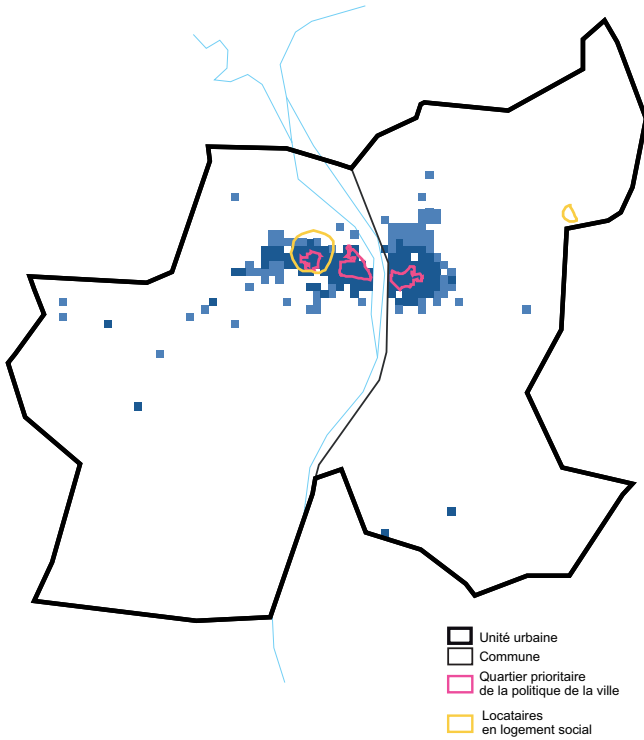 Unité urbaine
Commune
Quartier prioritaire
de la politique de la ville
Locataires
en logement social